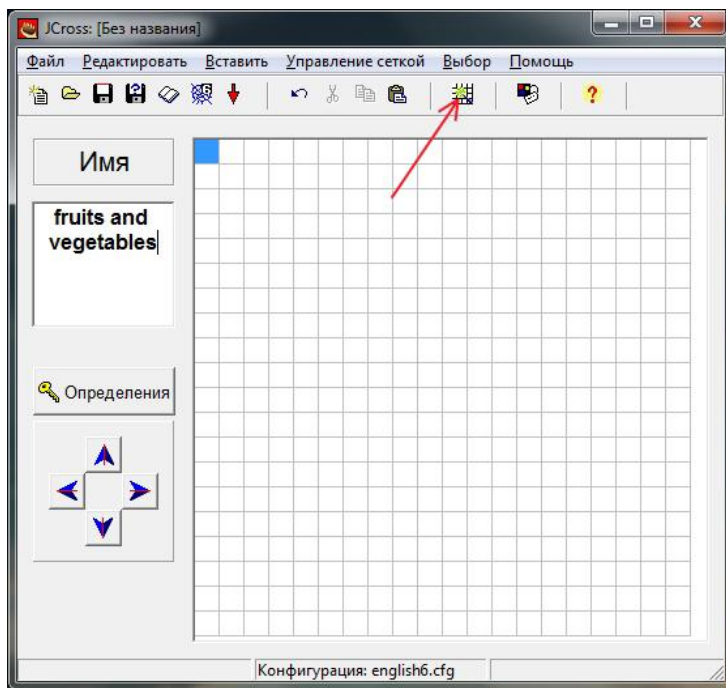 JCross: [Без названия]
Файл Редактировать Вставить Управление сеткой Выбор Помощь
?
Имя
fruits and
vegetables
Определения
Конфигурация: english6.cfg